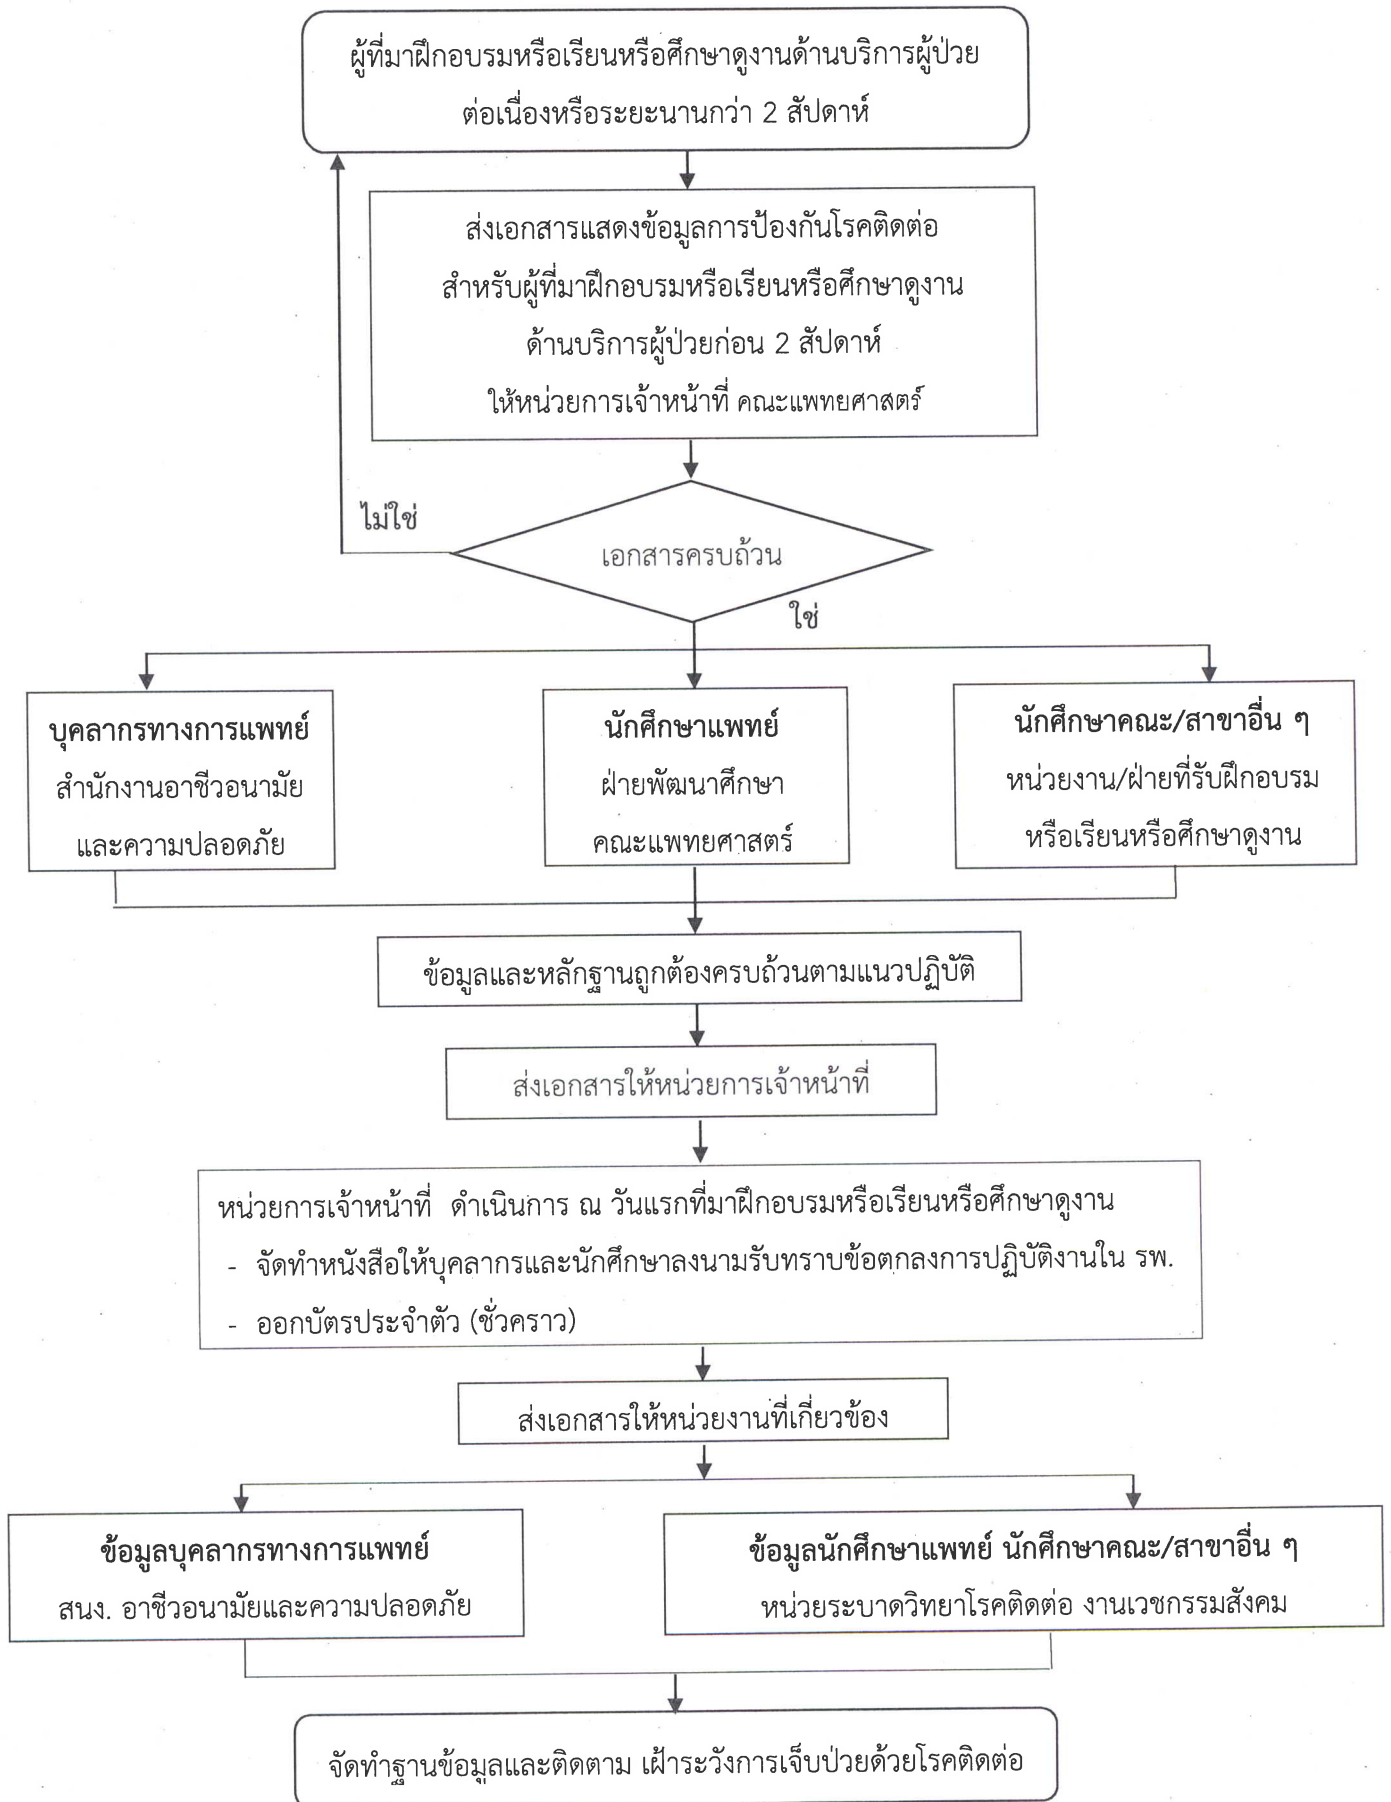 ผู้ที่มาฝึกอบรมหรือเรียนหรือศึกษาดูงานด้านบริการผู้ป่วย
ต่อเนื่องหรือระยะนานกว่า 2 สัปดาห์
ส่งเอกสารแสดงข้อมูลการป้องกันโรคติดต่อ
สำหรับผู้ที่มาฝึกอบรมหรือเรียนหรือศึกษาดูงาน
ด้านบริการผู้ป่วยก่อน 2 สัปดาห์
ให้หน่วยการเจ้าหน้าที่ คณะแพทยศาสตร์
ไม่ใช่
เอกสารครบถ้วน
ใช่
บุคลากรทางการแพทย์
สำนักงานอาชีวอนามัย
และความปลอดภัย
นักศึกษาแพทย์
ฝ่ายพัฒนาศึกษา
คณะแพทยศาสตร์
นักศึกษาคณะ/สาขาอื่น ๆ
หน่วยงาน/ฝ่ายที่รับฝึกอบรม
หรือเรียนหรือศึกษาดูงาน
ข้อมูลและหลักฐานถูกต้องครบถ้วนตามแนวปฏิบัติ
ส่งเอกสารให้หน่วยการเจ้าหน้าที่
หน่วยการเจ้าหน้าที่ ดำเนินการ ณ วันแรกที่มาฝึกอบรมหรือเรียนหรือศึกษาดูงาน
- จัดทำหนังสือให้บุคลากรและนักศึกษาลงนามรับทราบข้อตกลงการปฏิบัติงานใน รพ.
- ออกบัตรประจำตัว (ชั่วคราว)
ส่งเอกสารให้หน่วยงานที่เกี่ยวข้อง
ข้อมูลบุคลากรทางการแพทย์
สนง. อาชีวอนามัยและความปลอดภัย
ข้อมูลนักศึกษาแพทย์ นักศึกษาคณะ/สาขาอื่น ๆ
หน่วยระบาดวิทยาโรคติดต่อ งานเวชกรรมสังคม
จัดทำฐานข้อมูลและติดตาม เฝ้าระวังการเจ็บป่วยด้วยโรคติดต่อ